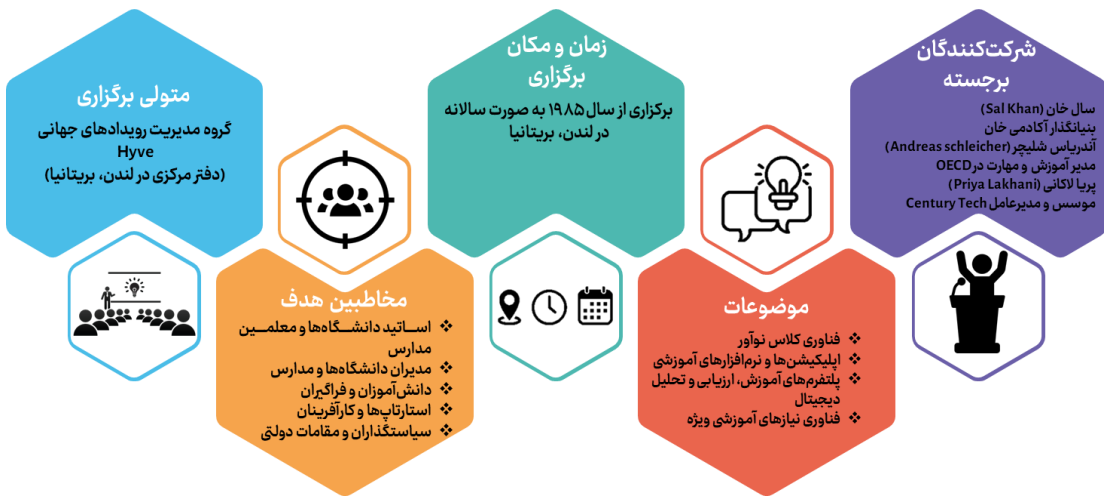 شرکت‌کنندگان
برجسته
سال خان (Sal Khan)
بنیانگذار آکادمی خان
آندریاس شلیچر (Andreas schleicher)
مدیر آموزش و مهارت در OECD
پریا لاکانی (Priya Lakhani)
موسس و مدیرعامل Century Tech
موضوعات
❖ فناوری کلاس نوآور
❖ اپلیکیشن‌ها و نرم‌افزارهای آموزشی
❖ پلتفرم‌های آموزش، ارزیابی و تحلیل
دیجیتال
❖ فناوری نیازهای آموزشی ویژه
زمان و مکان
برگزاری
برکزاری از سال ۱۹۸۵ به صورت سالانه
در لندن، بریتانیا
مخاطبین هدف
❖ اساتید دانشگاه‌ها و معلمین
مدارس
❖ مدیران دانشگاه‌ها و مدارس
❖ دانش‌آموزان و فراگیران
❖ استارتاپ‌ها و کارآفرینان
❖ سیاستگذاران و مقامات دولتی
متولی برگزاری
گروه مدیریت رویدادهای جهانی
Hyve
(دفتر مرکزی در لندن، بریتانیا)